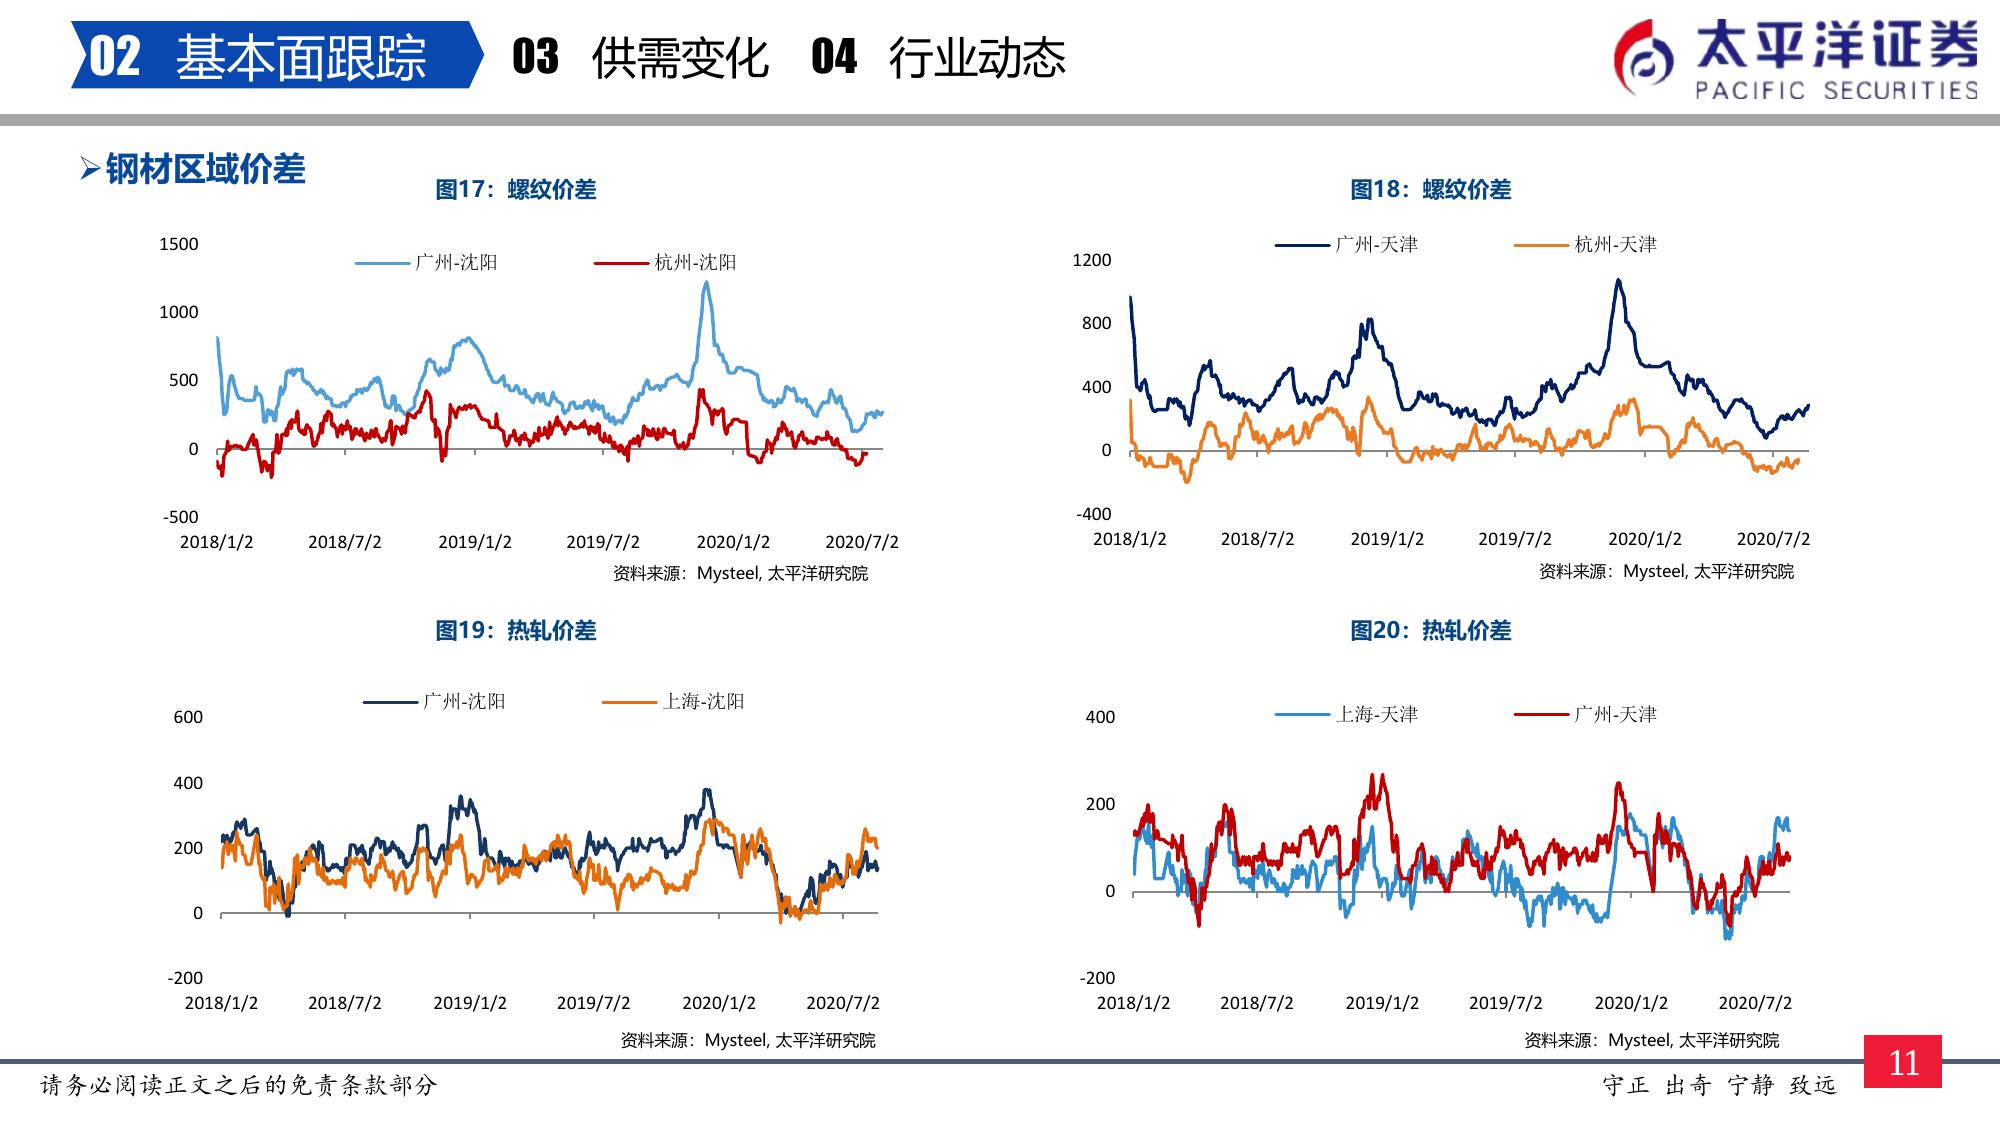 02 基本面跟踪 03 供需变化 04 行业动态
太平洋证券
PACIFIC SECURITIES
➢钢材区域价差
图17：螺纹价差
1500
1000
500
0
-500
广州-沈阳 杭州-沈阳
2018/1/2 2018/7/2 2019/1/2 2019/7/2 2020/1/2 2020/7/2
资料来源：Mysteel, 太平洋研究院
图18：螺纹价差
1200
800
400
0
-400
广州-天津 杭州-天津
2018/1/2 2018/7/2 2019/1/2 2019/7/2 2020/1/2 2020/7/2
资料来源：Mysteel, 太平洋研究院
图19：热轧价差
600
400
200
0
-200
广州-沈阳 上海-沈阳
2018/1/2 2018/7/2 2019/1/2 2019/7/2 2020/1/2 2020/7/2
资料来源：Mysteel, 太平洋研究院
图20：热轧价差
400
200
0
-200
上海-天津 广州-天津
2018/1/2 2018/7/2 2019/1/2 2019/7/2 2020/1/2 2020/7/2
资料来源：Mysteel, 太平洋研究院
请务必阅读正文之后的免责条款部分
守正 出奇 宁静 致远
11